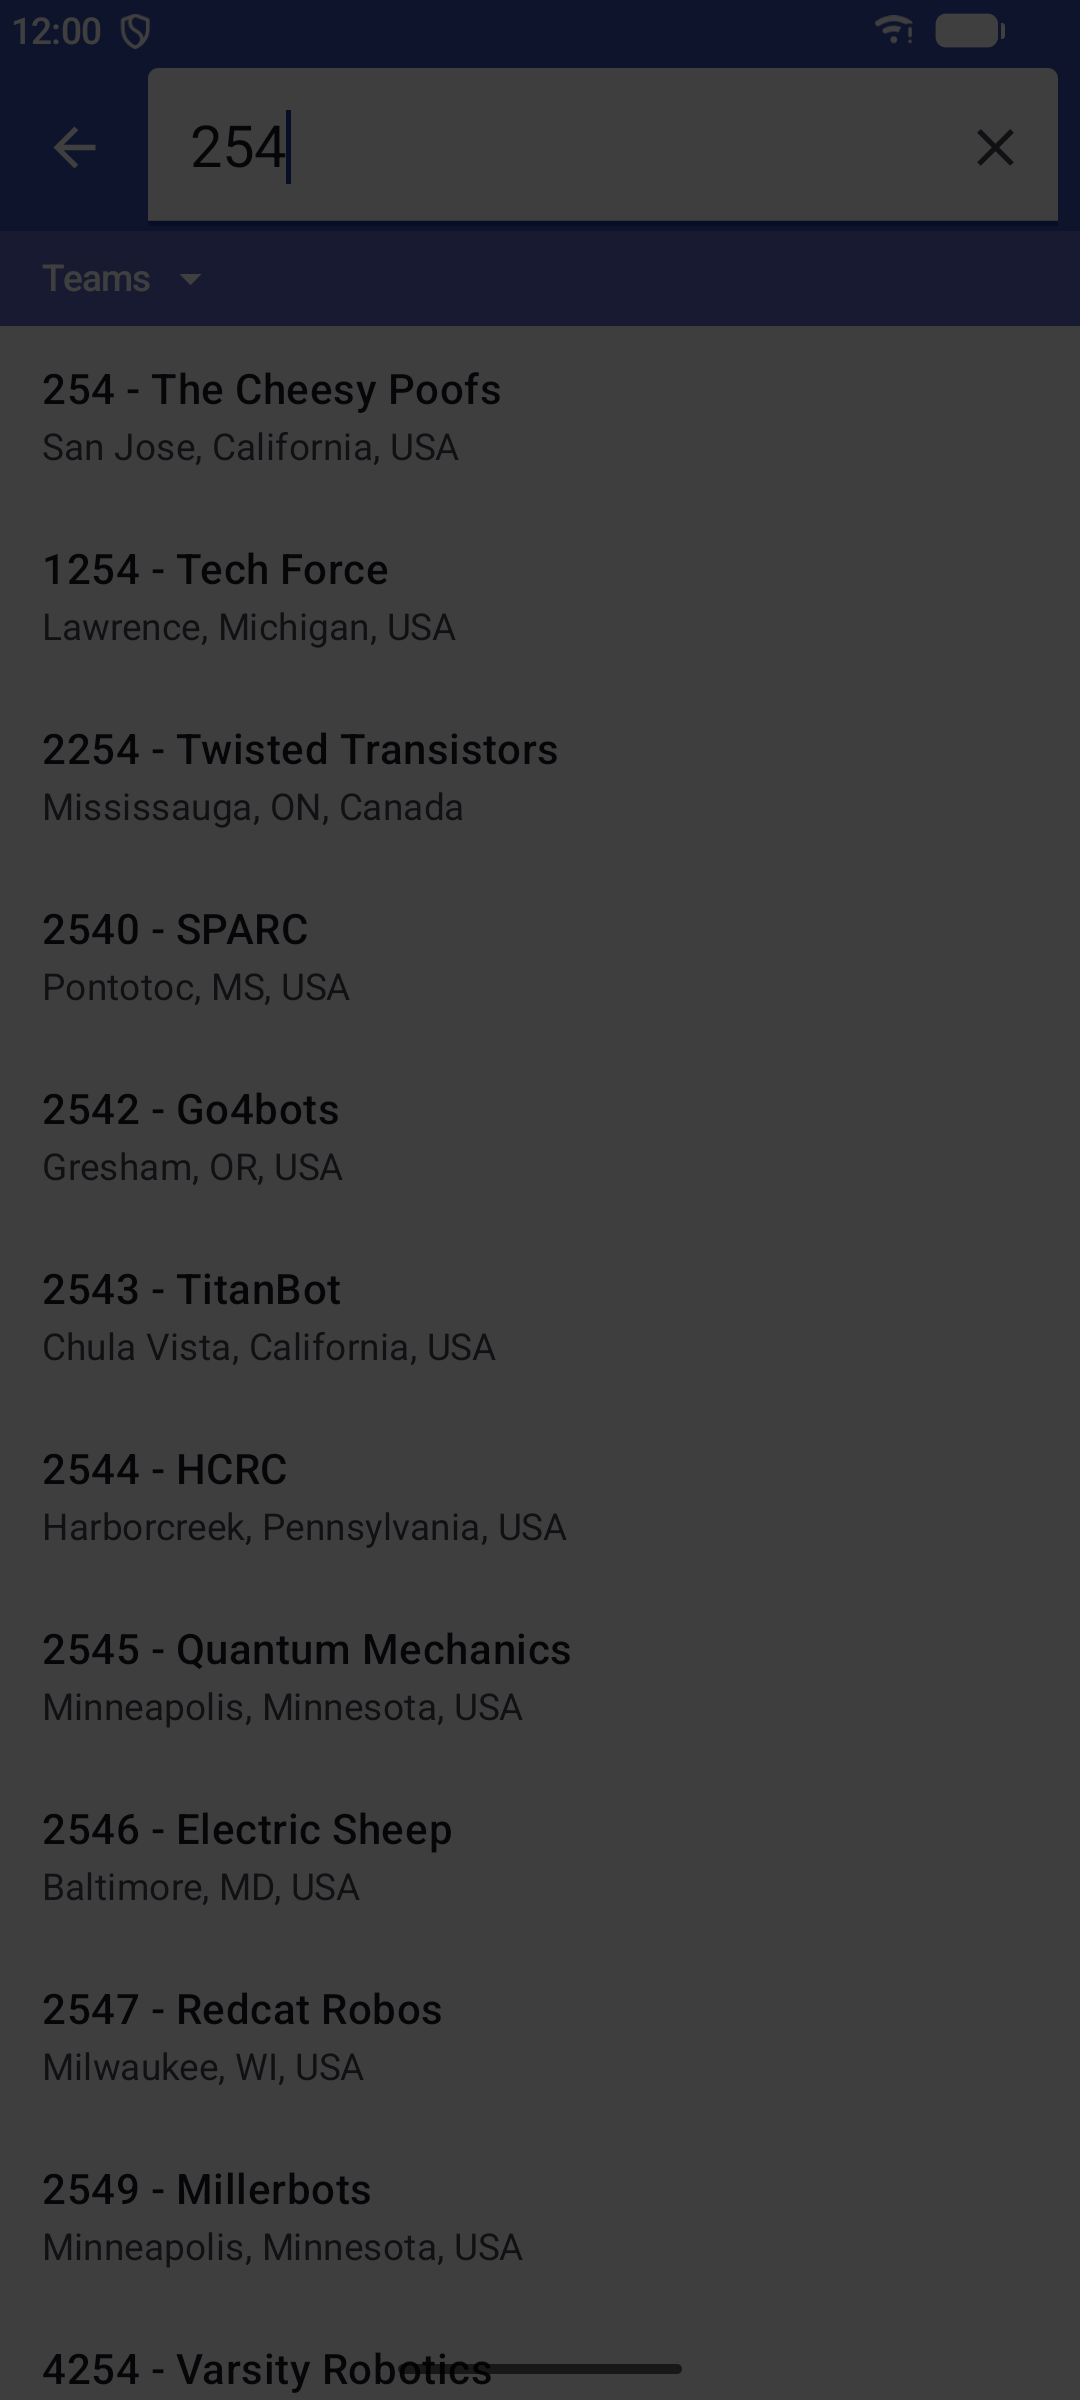 12:00
254
Teams
254 - The Cheesy Poofs
San Jose, California, USA
1254 - Tech Force
Lawrence, Michigan, USA
2254 - Twisted Transistors
Mississauga, ON, Canada
2540 - SPARC
Pontotoc, MS, USA
2542 - Go4bots
Gresham, OR, USA
2543 - TitanBot
Chula Vista, California, USA
2544 - HCRC
Harborcreek, Pennsylvania, USA
2545 - Quantum Mechanics
Minneapolis, Minnesota, USA
2546 - Electric Sheep
Baltimore, MD, USA
2547 - Redcat Robos
Milwaukee, WI, USA
2549 - Millerbots
Minneapolis, Minnesota, USA
4254 - Varsity Robotics